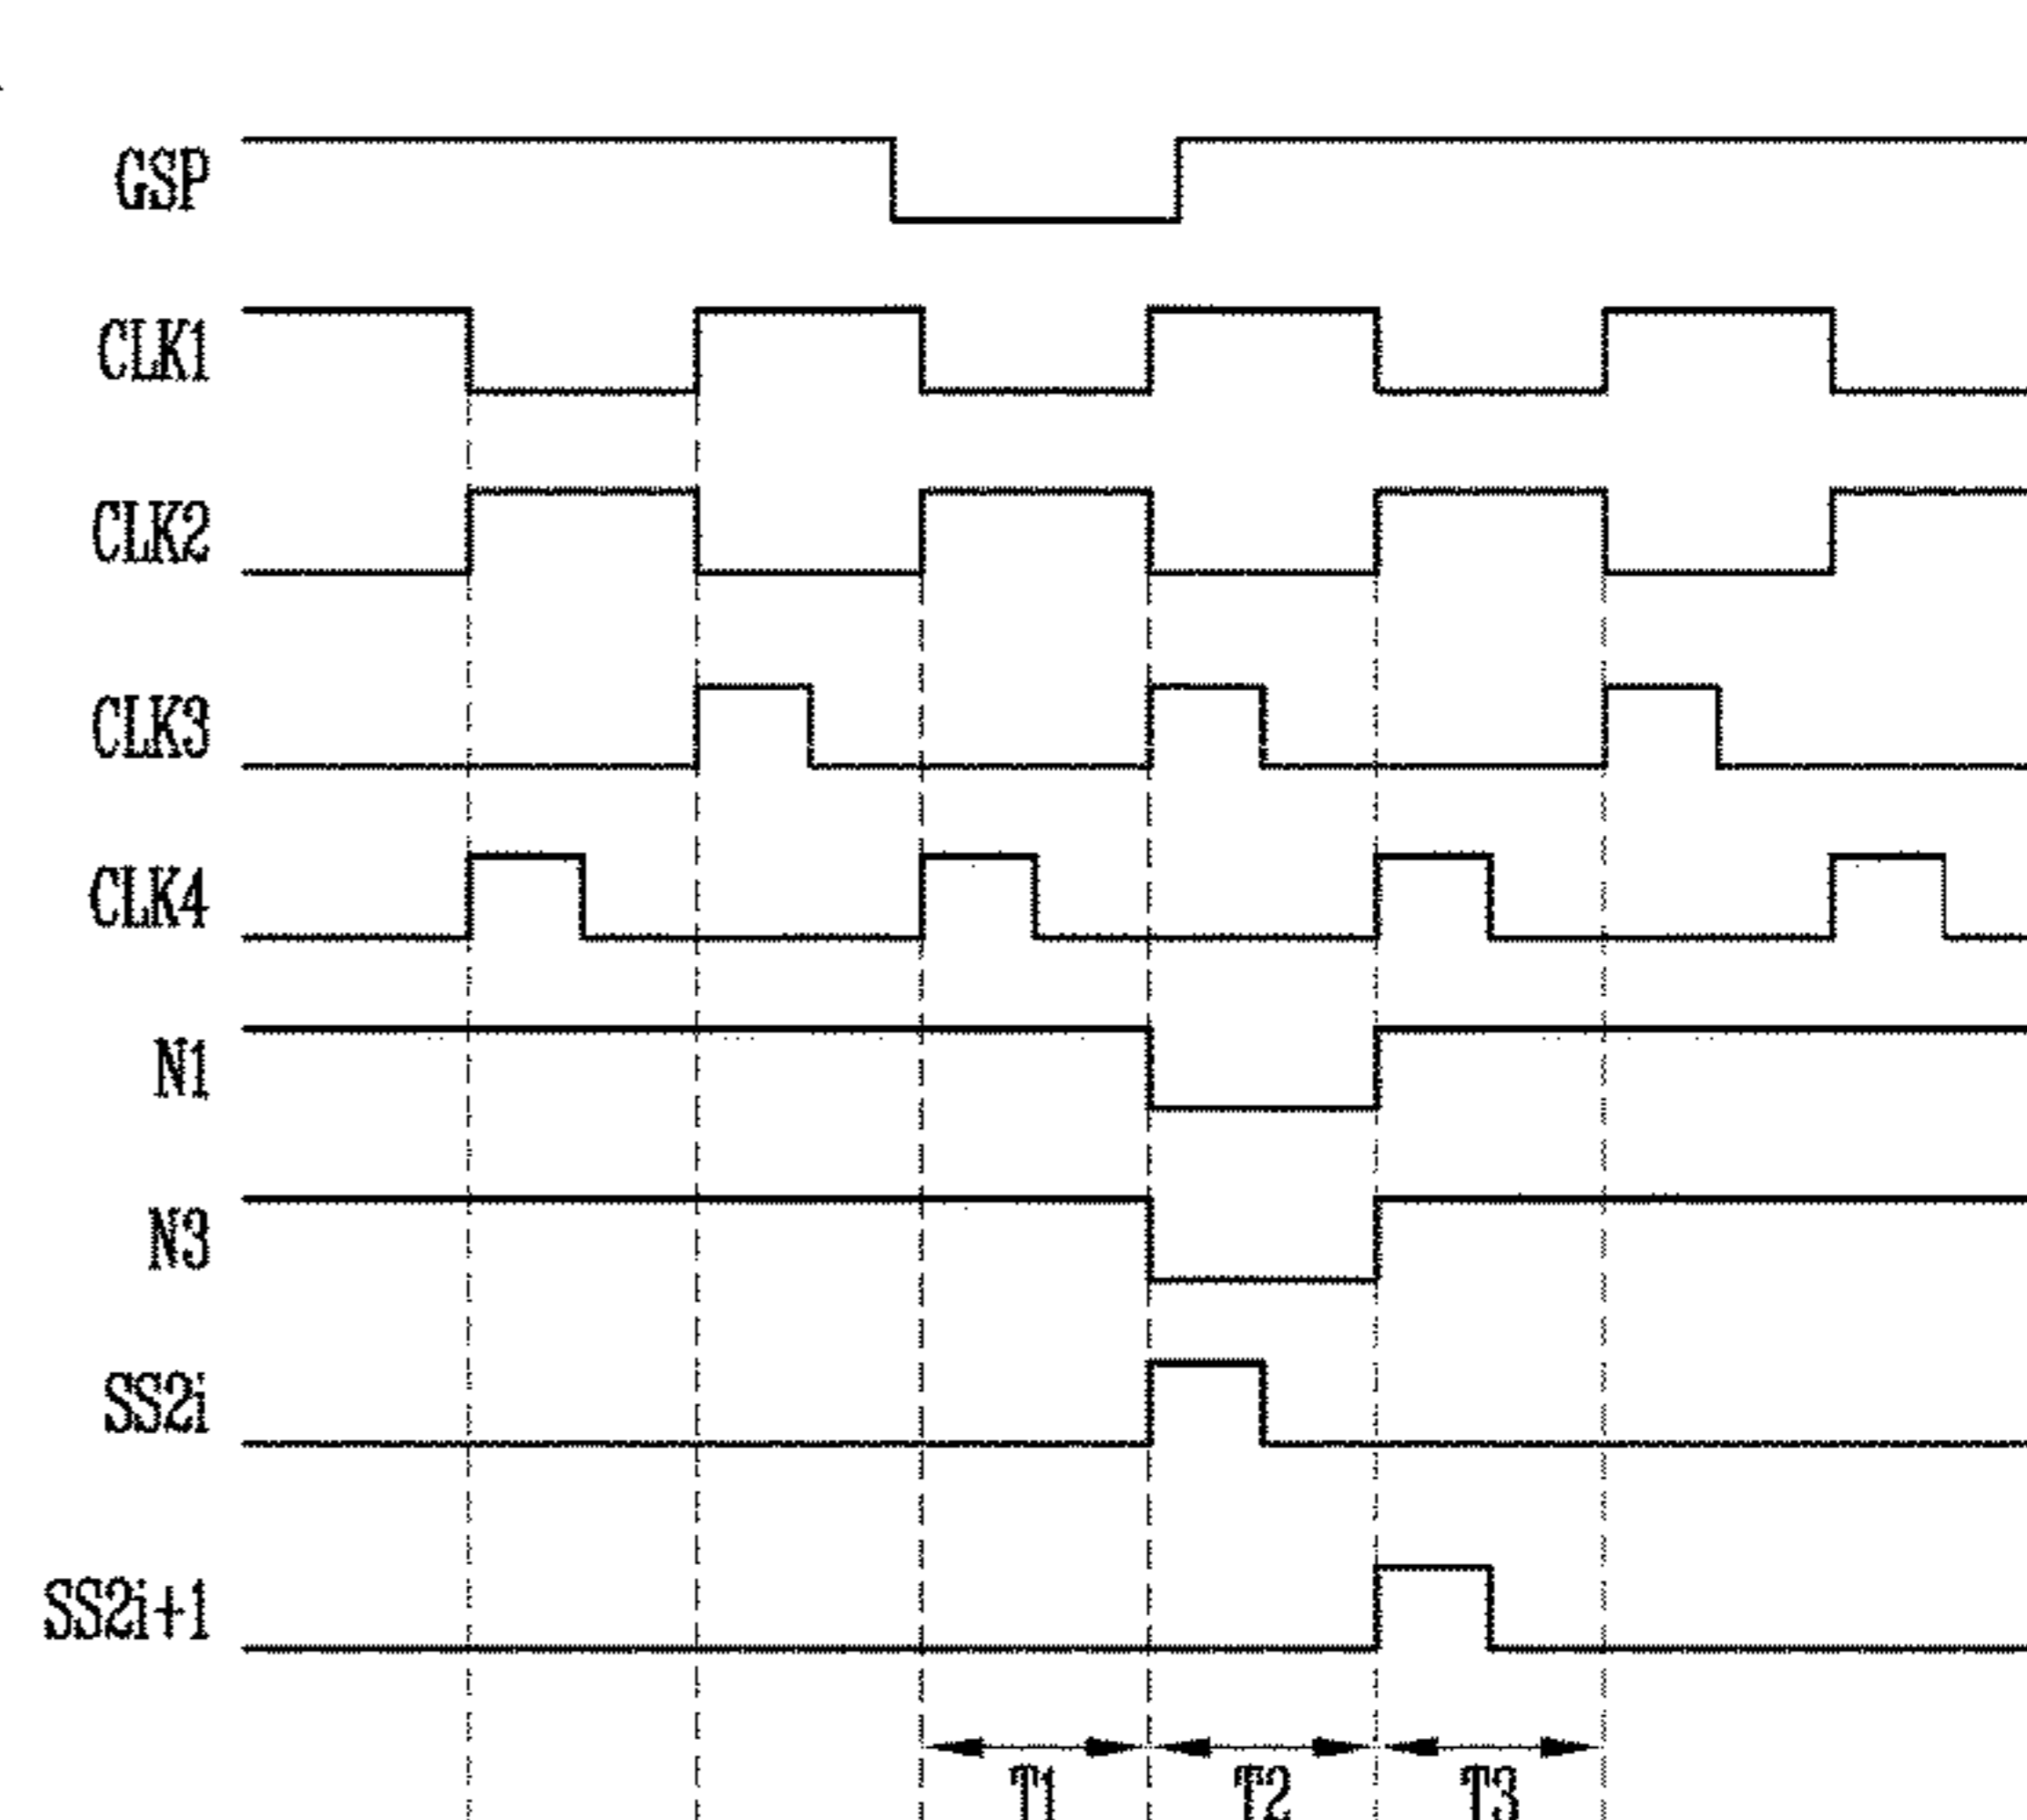 GSP
CLK1
CLK2
CLK3
CLK4
N1
N3
SS2i
SS2i+1
T1 T2 T3